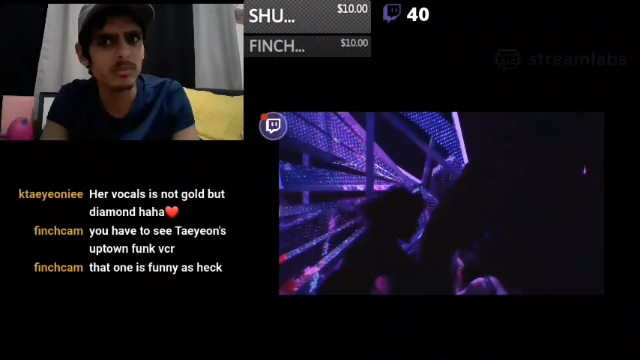 SHU... $10.00
FINCH... $10.00
40
streamlabs
ktaeyeoniee Her vocals is not gold but
diamond haha❤️
finchcam you have to see Taeyeon's
uptown funk vcr
finchcam that one is funny as heck